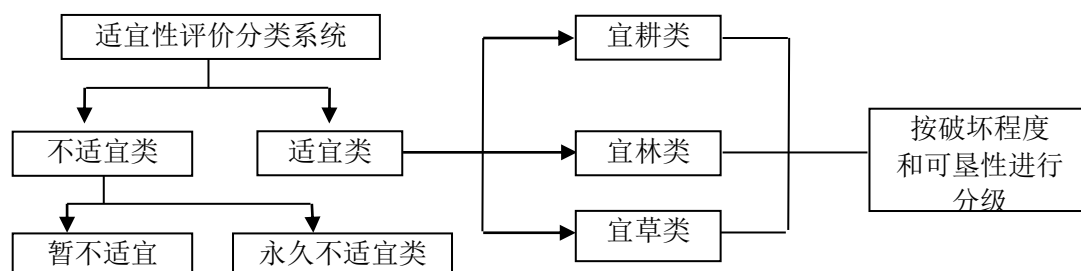 适宜性评价分类系统
宜耕类
不适宜类
适宜类
宜林类
按破坏程度
和可垦性进行
分级
宜草类
暂不适宜
永久不适宜类